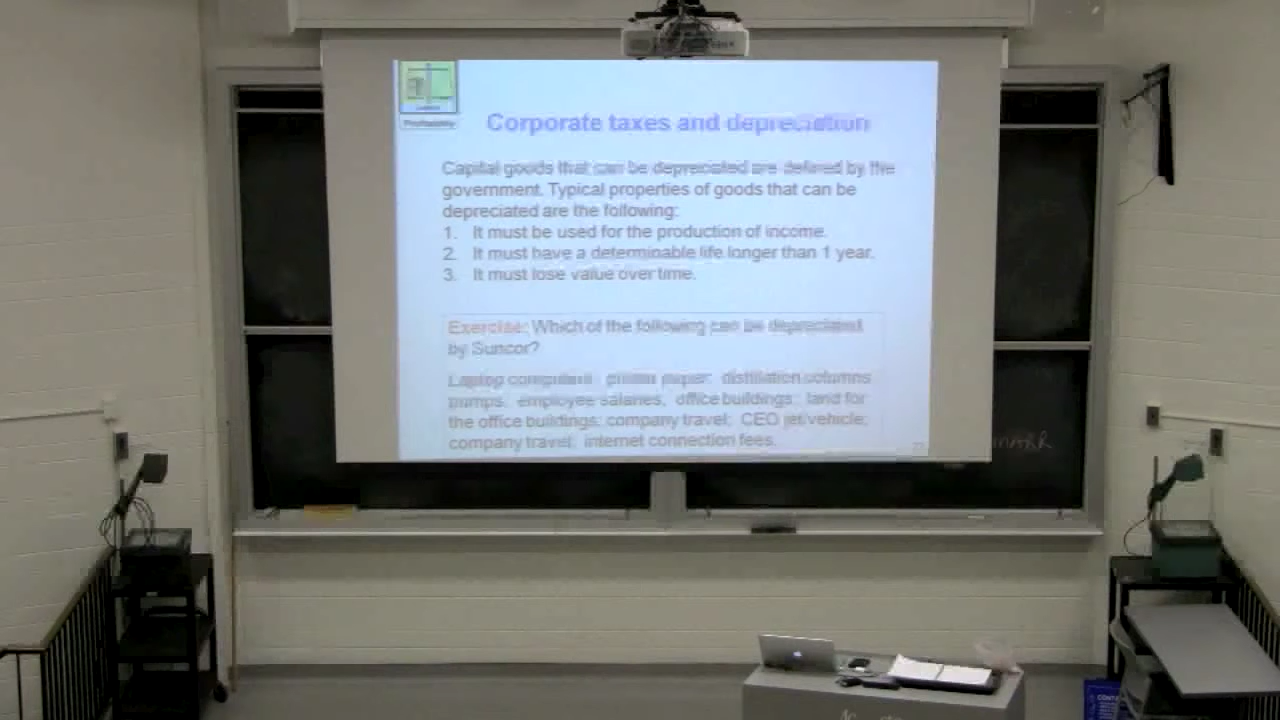 Profitability
Corporate taxes and depreciation
Capital goods that can be depreciated are defined by the
government. Typical properties of goods that can be
depreciated are the following:
1. It must be used for the production of income.
2. It must have a determinable life longer than 1 year.
3. It must lose value over time.
Exercise: Which of the following can be depreciated
by Suncor?
Laptop computers; printer paper; distillation columns
pumps; employee salaries; office buildings; land for
the office buildings; company travel; CEO jet/vehicle;
company travel; internet connection fees.
MARR